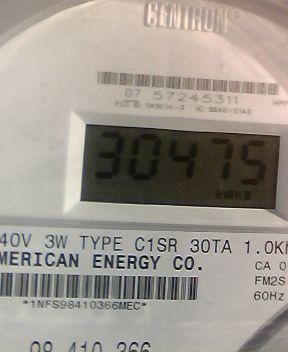 CENTRON®
07 57245311
30475
kWh
40V 3W TYPE C1SR 30TA 1.0K
MERICAN ENERGY CO.
CA 0
FM2S
60Hz
*1NFS98410366MEC*
98 410 366